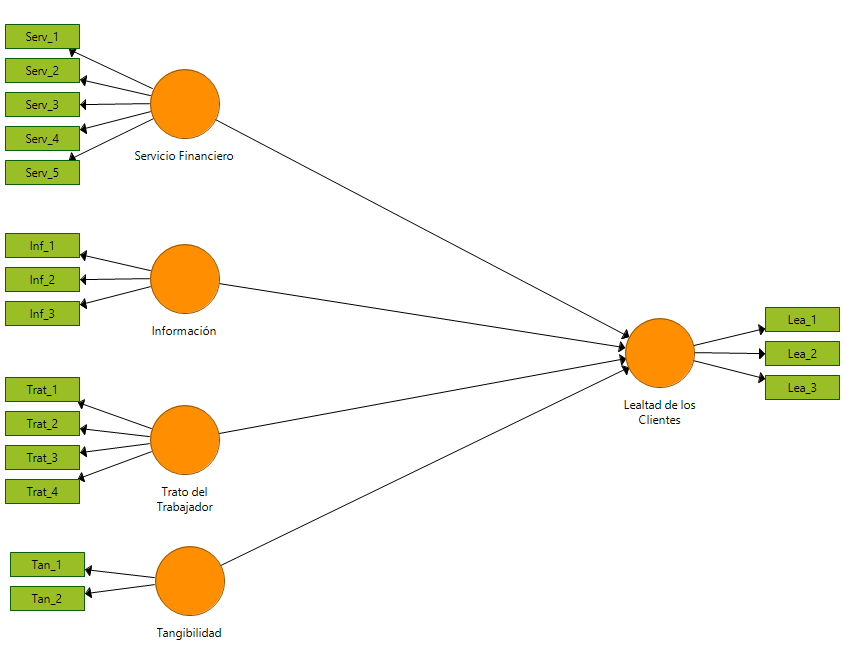 Serv_1
Serv_2
Serv_3
Serv_4
Serv_5
Servicio Financiero
Inf_1
Inf_2
Inf_3
Información
Trat_1
Trat_2
Trat_3
Trat_4
Trato del
Trabajador
Tan_1
Tan_2
Tangibilidad
Lealtad de los
Clientes
Lea_1
Lea_2
Lea_3